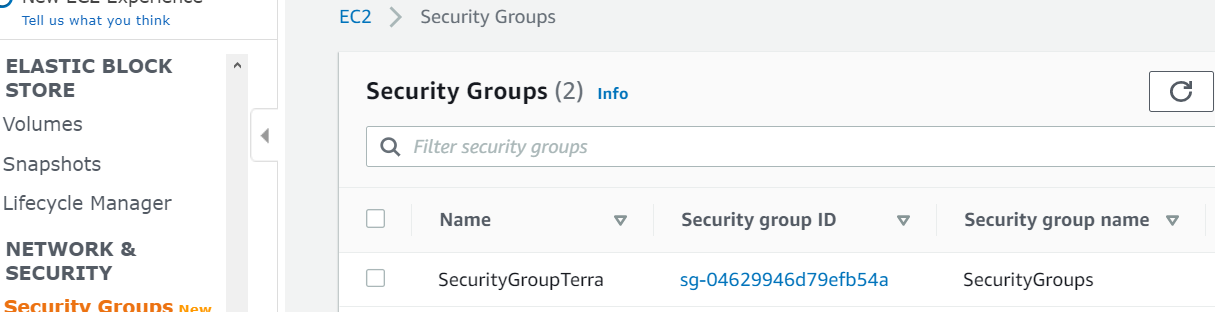 New EC2 Experience
Tell us what you think
ELASTIC BLOCK
STORE
Volumes
Snapshots
Lifecycle Manager
NETWORK &
SECURITY
Security Groups New
EC2 > Security Groups
Security Groups (2) Info
Filter security groups
Name Security group ID Security group name
SecurityGroupTerra sg-04629946d79efb54a SecurityGroups